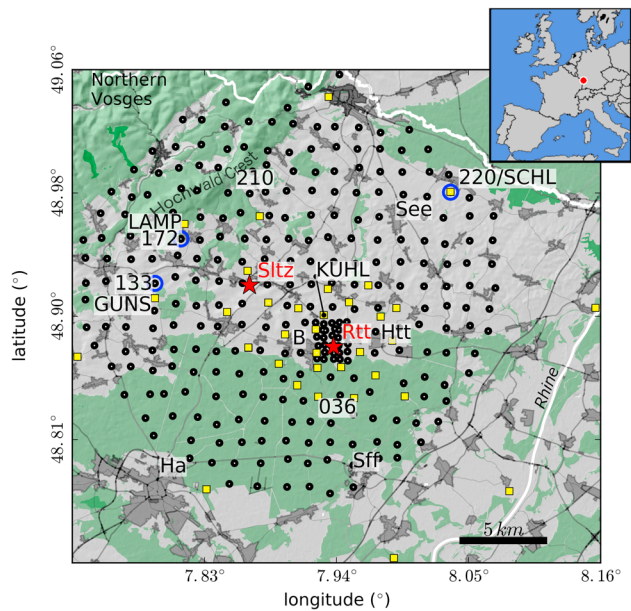 49.06°
Northern
Vosges
Hochwald Crest
210
220/SCHL
48.98°
LAMP
172
See
Sltz
KUHL
133
GUNS
48.90°
B
Rtt
Htt
036
Rhine
48.81°
Ha
Sff
5 km
7.83°
7.94°
8.05°
8.16°
latitude (°)
longitude (°)